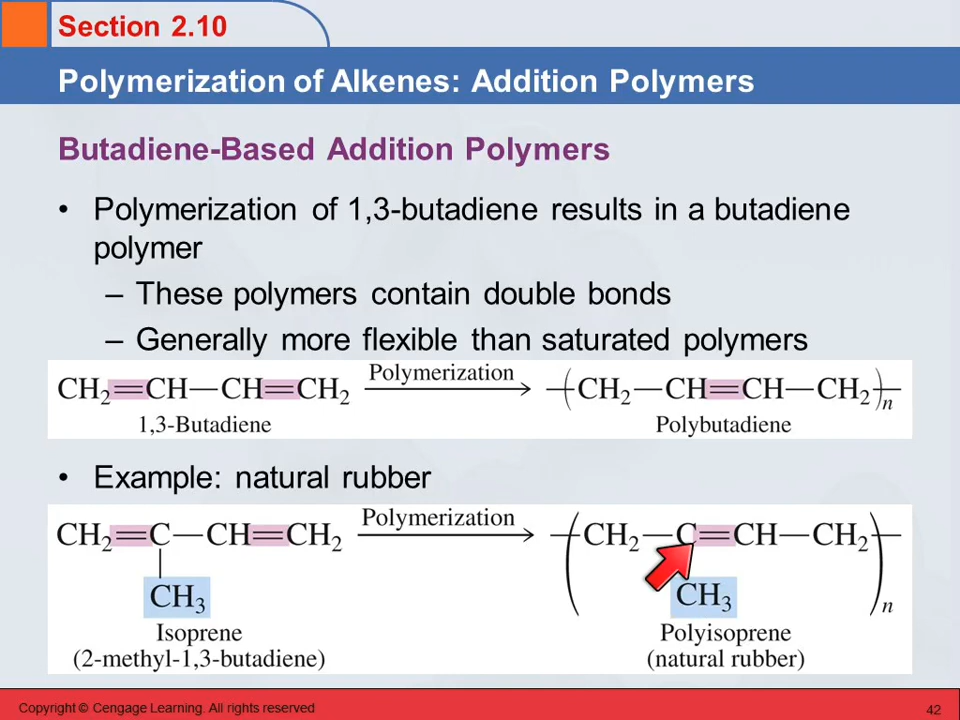 Section 2.10
Polymerization of Alkenes: Addition Polymers
Butadiene-Based Addition Polymers
• Polymerization of 1,3-butadiene results in a butadiene
polymer
– These polymers contain double bonds
– Generally more flexible than saturated polymers
CH₂=CH—CH=CH₂ Polymerization —(CH₂—CH=CH—CH₂)—n
1,3-Butadiene Polybutadiene
• Example: natural rubber
CH₂=C—CH=CH₂ Polymerization —(CH₂—C=CH—CH₂)—n
CH₃ CH₃
Isoprene Polyisoprene
(2-methyl-1,3-butadiene) (natural rubber)
Copyright © Cengage Learning. All rights reserved 42